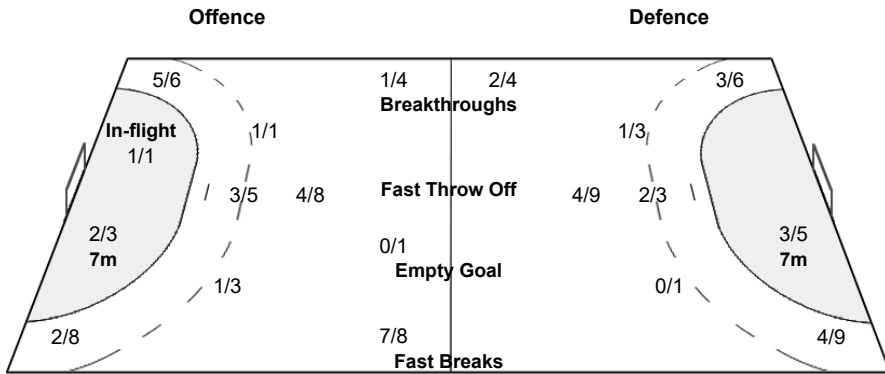 Offence Defence
5/6 1/4 2/4 3/6
Breakthroughs
In-flight 1/1 1/3
1/1
3/5 4/8 Fast Throw Off 4/9 2/3
2/3 0/1 3/5
7m Empty Goal 7m
1/3 0/1
2/8 7/8 4/9
Fast Breaks